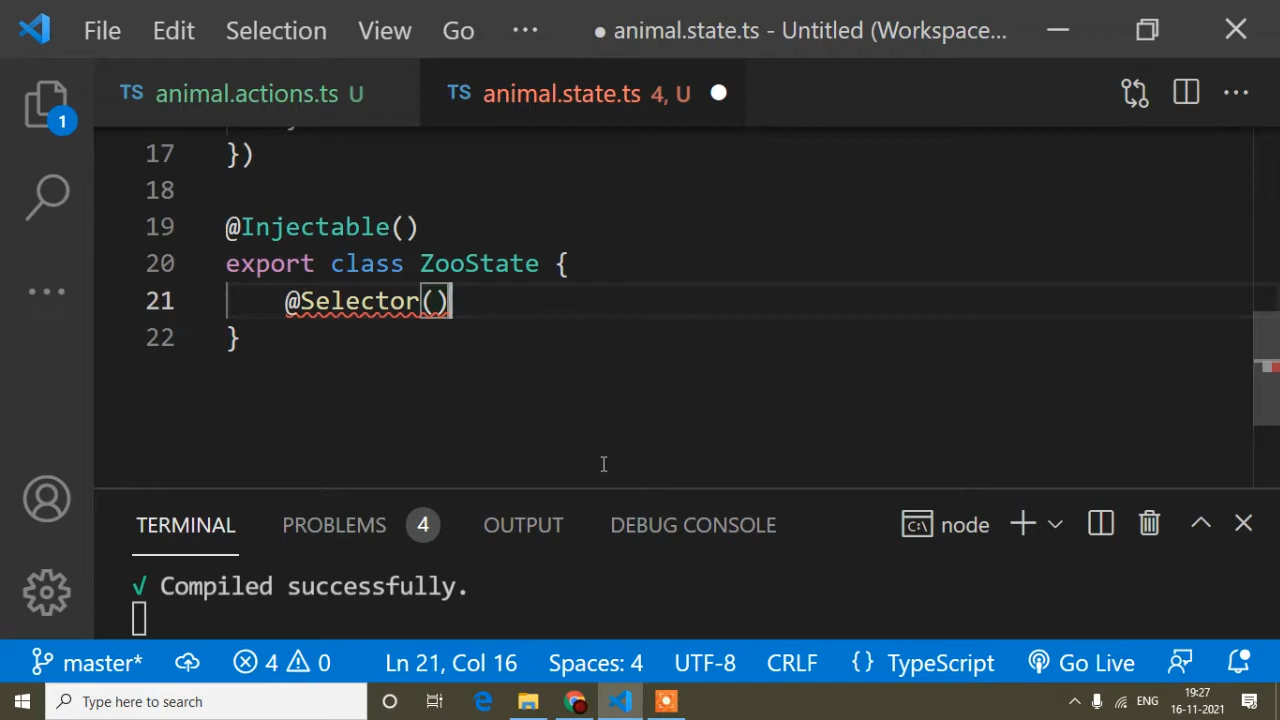 File Edit Selection View Go ··· ● animal.state.ts - Untitled (Workspace...
TS animal.actions.ts U TS animal.state.ts 4, U
1
17 })
18
19 @Injectable()
20 export class ZooState {
21 @Selector()
22 }
TERMINAL PROBLEMS 4 OUTPUT DEBUG CONSOLE node
√ Compiled successfully.
master* 4 0 Ln 21, Col 16 Spaces: 4 UTF-8 CRLF {} TypeScript Go Live
Type here to search ENG 19:27
16-11-2021